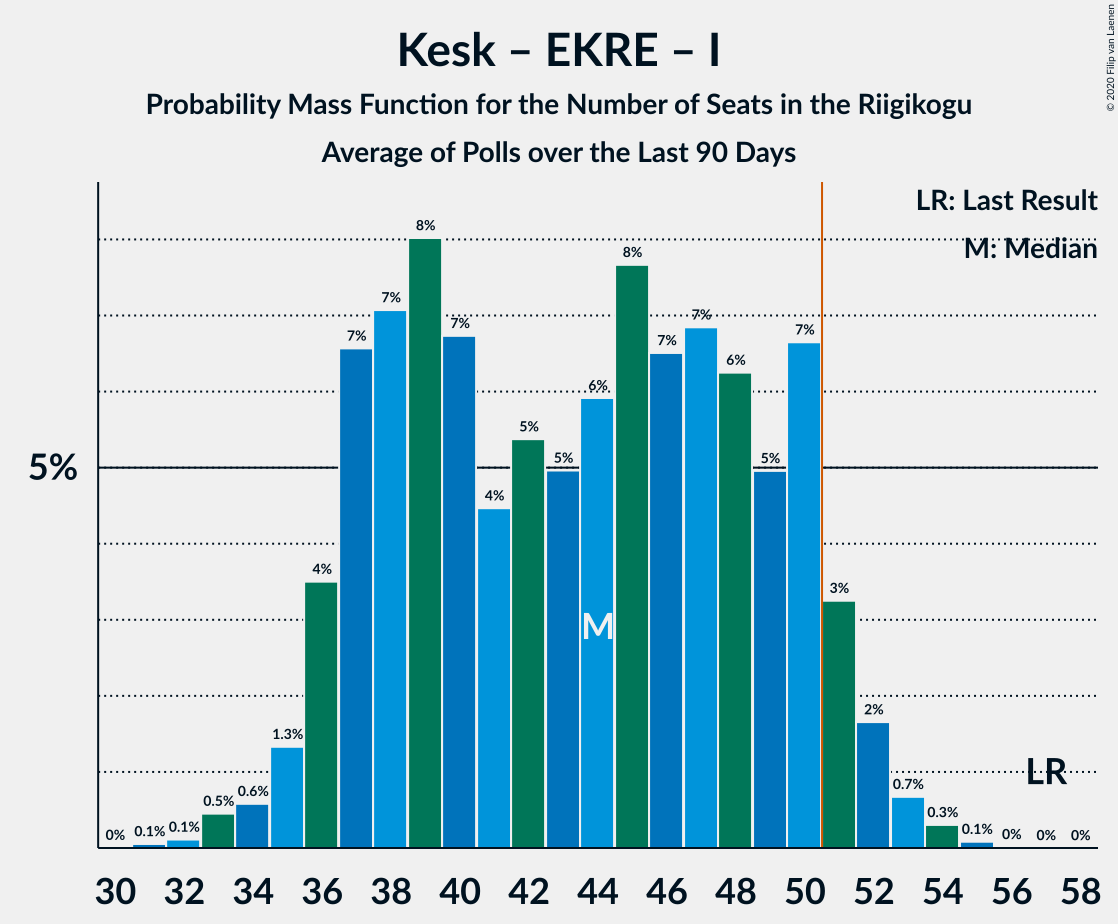 Kesk – EKRE – I
Probability Mass Function for the Number of Seats in the Riigikogu
Average of Polls over the Last 90 Days
© 2020 Filip van Laenen
LR: Last Result
M: Median
5%
0% 0.1% 0.1% 0.5% 0.6% 1.3% 4% 7% 7% 8% 7% 4% 5% 5% 6% 8% 7% 7% 6% 5% 7% 3% 2% 0.7% 0.3% 0.1% 0% 0% 0%
M
LR
30 32 34 36 38 40 42 44 46 48 50 52 54 56 58